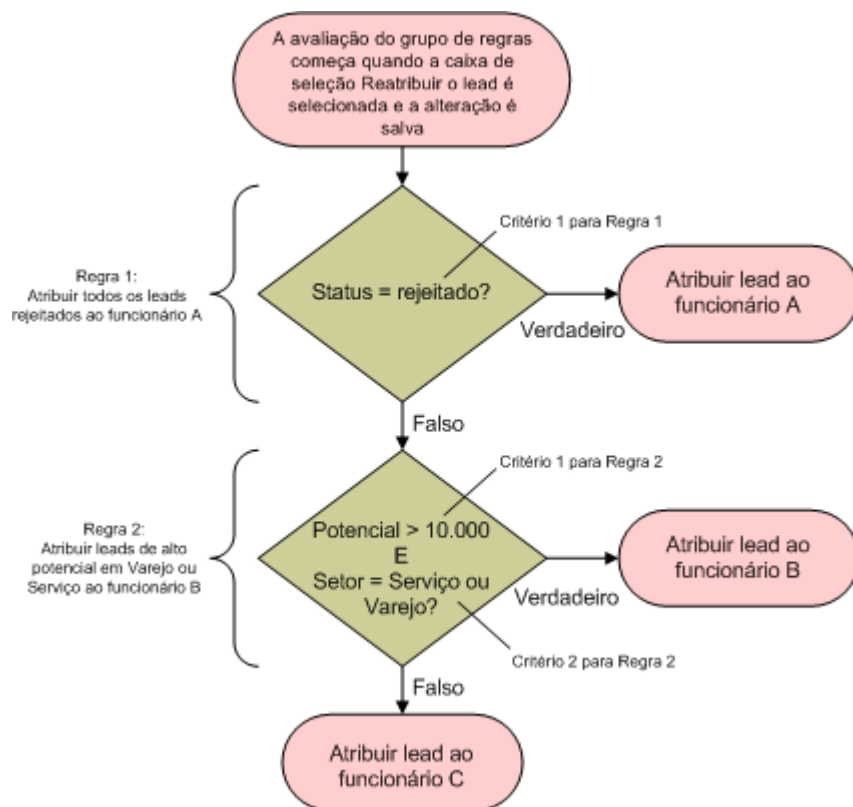 A avaliação do grupo de regras
começa quando a caixa de
seleção Reatribuir o lead é
selecionada e a alteração é
salva
Critério 1 para Regra 1
Regra 1:
Atribuir todos os leads
rejeitados ao funcionário A
Status = rejeitado?
Atribuir lead ao
funcionário A
Verdadeiro
Falso
Critério 1 para Regra 2
Regra 2:
Atribuir leads de alto
potencial em Varejo ou
Serviço ao funcionário B
Potencial > 10.000
E
Setor = Serviço ou
Varejo?
Atribuir lead ao
funcionário B
Verdadeiro
Critério 2 para Regra 2
Falso
Atribuir lead ao
funcionário C